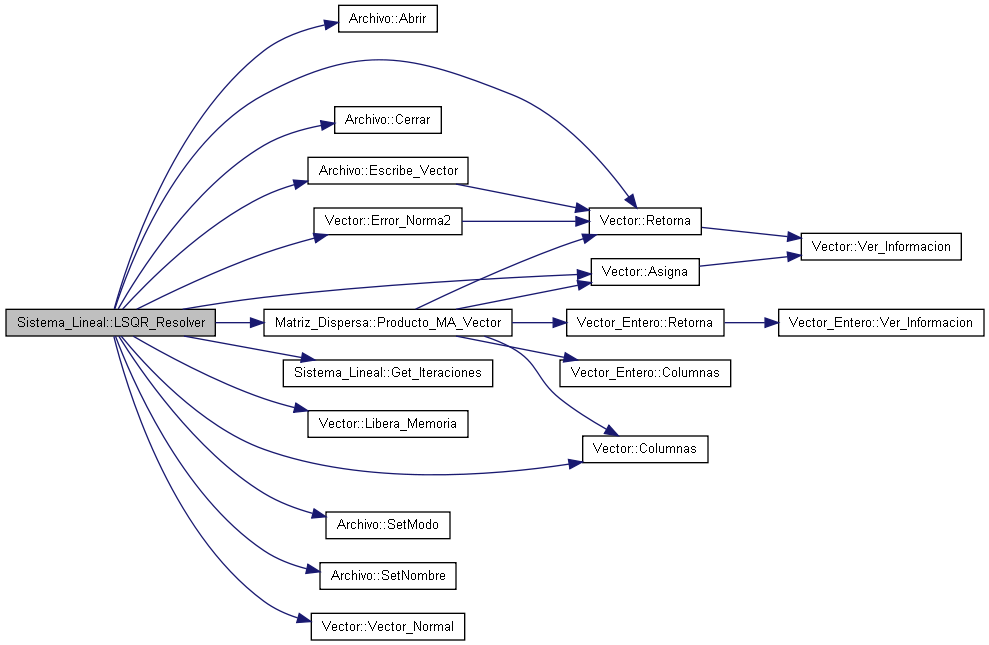 Archivo::Abrir
Archivo::Cerrar
Archivo::Escribe_Vector
Vector::Error_Norma2
Vector::Retorna
Vector::Ver_Informacion
Vector::Asigna
Sistema_Lineal::LSQR_Resolver
Matriz_Dispersa::Producto_MA_Vector
Vector_Entero::Retorna
Vector_Entero::Ver_Informacion
Sistema_Lineal::Get_Iteraciones
Vector_Entero::Columnas
Vector::Libera_Memoria
Vector::Columnas
Archivo::SetModo
Archivo::SetNombre
Vector::Vector_Normal